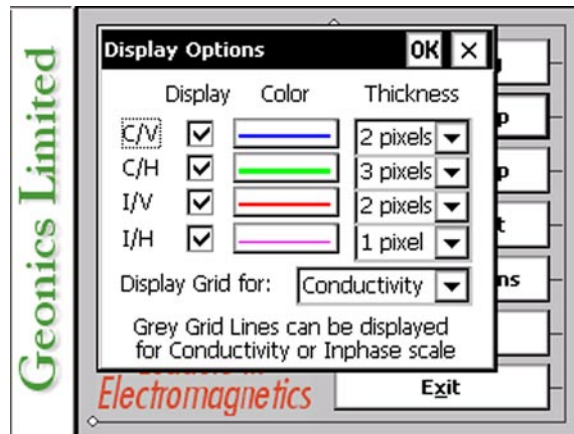 Geonics Limited
Display Options OK
Display Color Thickness
C/V 2 pixels
C/H 3 pixels
I/V 2 pixels
I/H 1 pixel
Display Grid for: Conductivity
Grey Grid Lines can be displayed
for Conductivity or Inphase scale
Electromagnetics
Exit